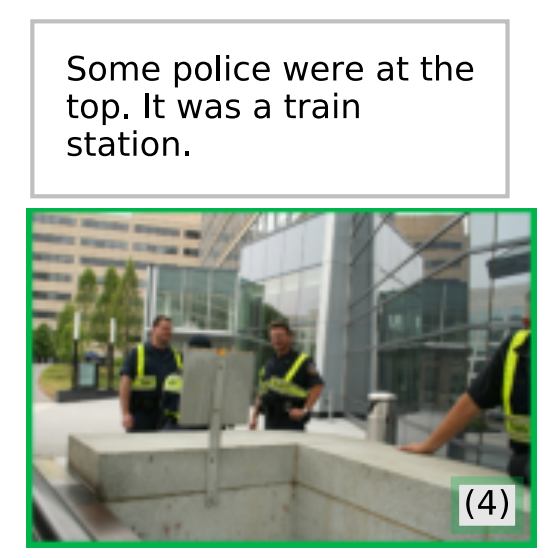 Some police were at the
top. It was a train
station.
(4)